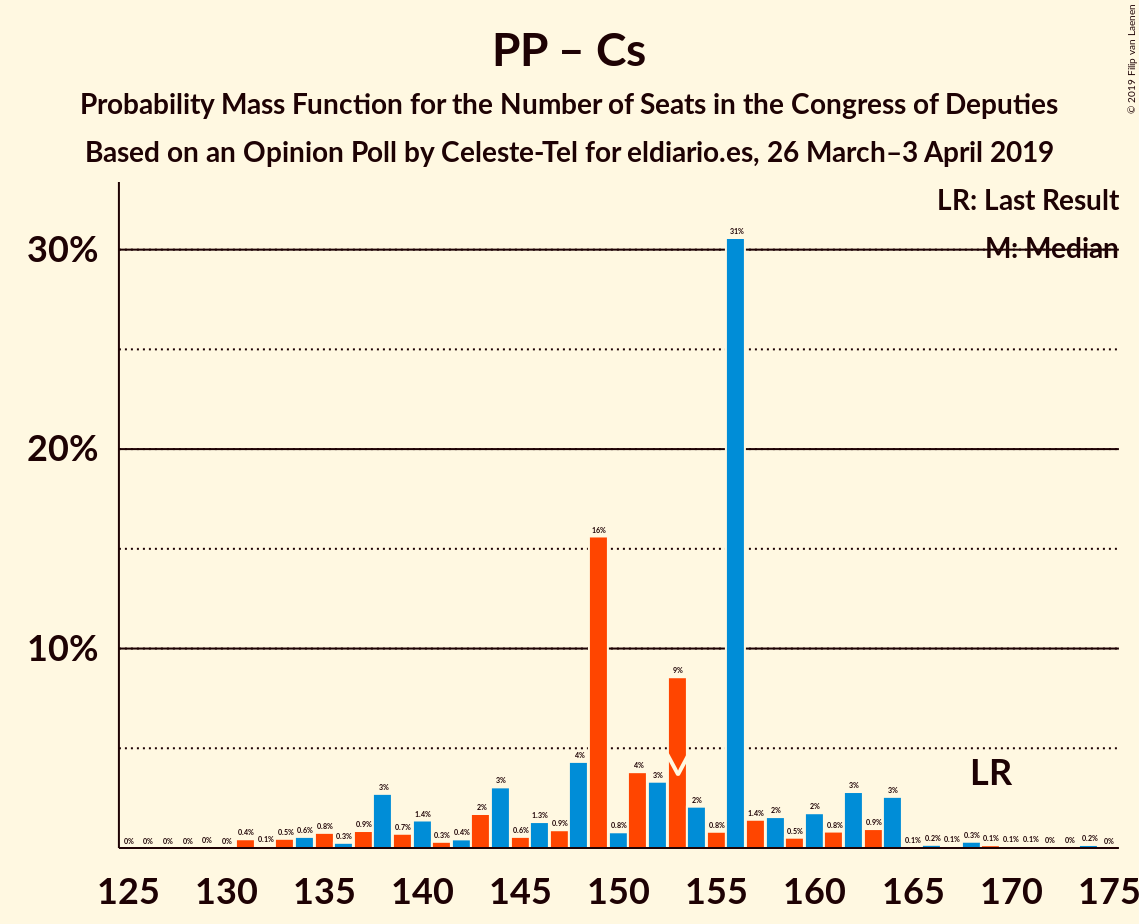 PP – Cs
© 2019 Filip van Laenen
Probability Mass Function for the Number of Seats in the Congress of Deputies
Based on an Opinion Poll by Celeste-Tel for eldiario.es, 26 March–3 April 2019
LR: Last Result
M: Median
30%
20%
10%
0% 0% 0% 0% 0% 0% 0.4% 0.1% 0.5% 0.6% 0.8% 0.3% 0.9% 3% 0.7% 1.4% 0.3% 0.4% 2% 3% 0.6% 1.3% 0.9% 4% 16% 0.8% 4% 3% 9% 2% 0.8% 31% 1.4% 2% 0.5% 2% 0.8% 3% 0.9% 3% 0.1% 0.2% 0.1% 0.3% 0.1% 0.1% 0.1% 0% 0% 0.2% 0%
M
LR
125 130 135 140 145 150 155 160 165 170 175